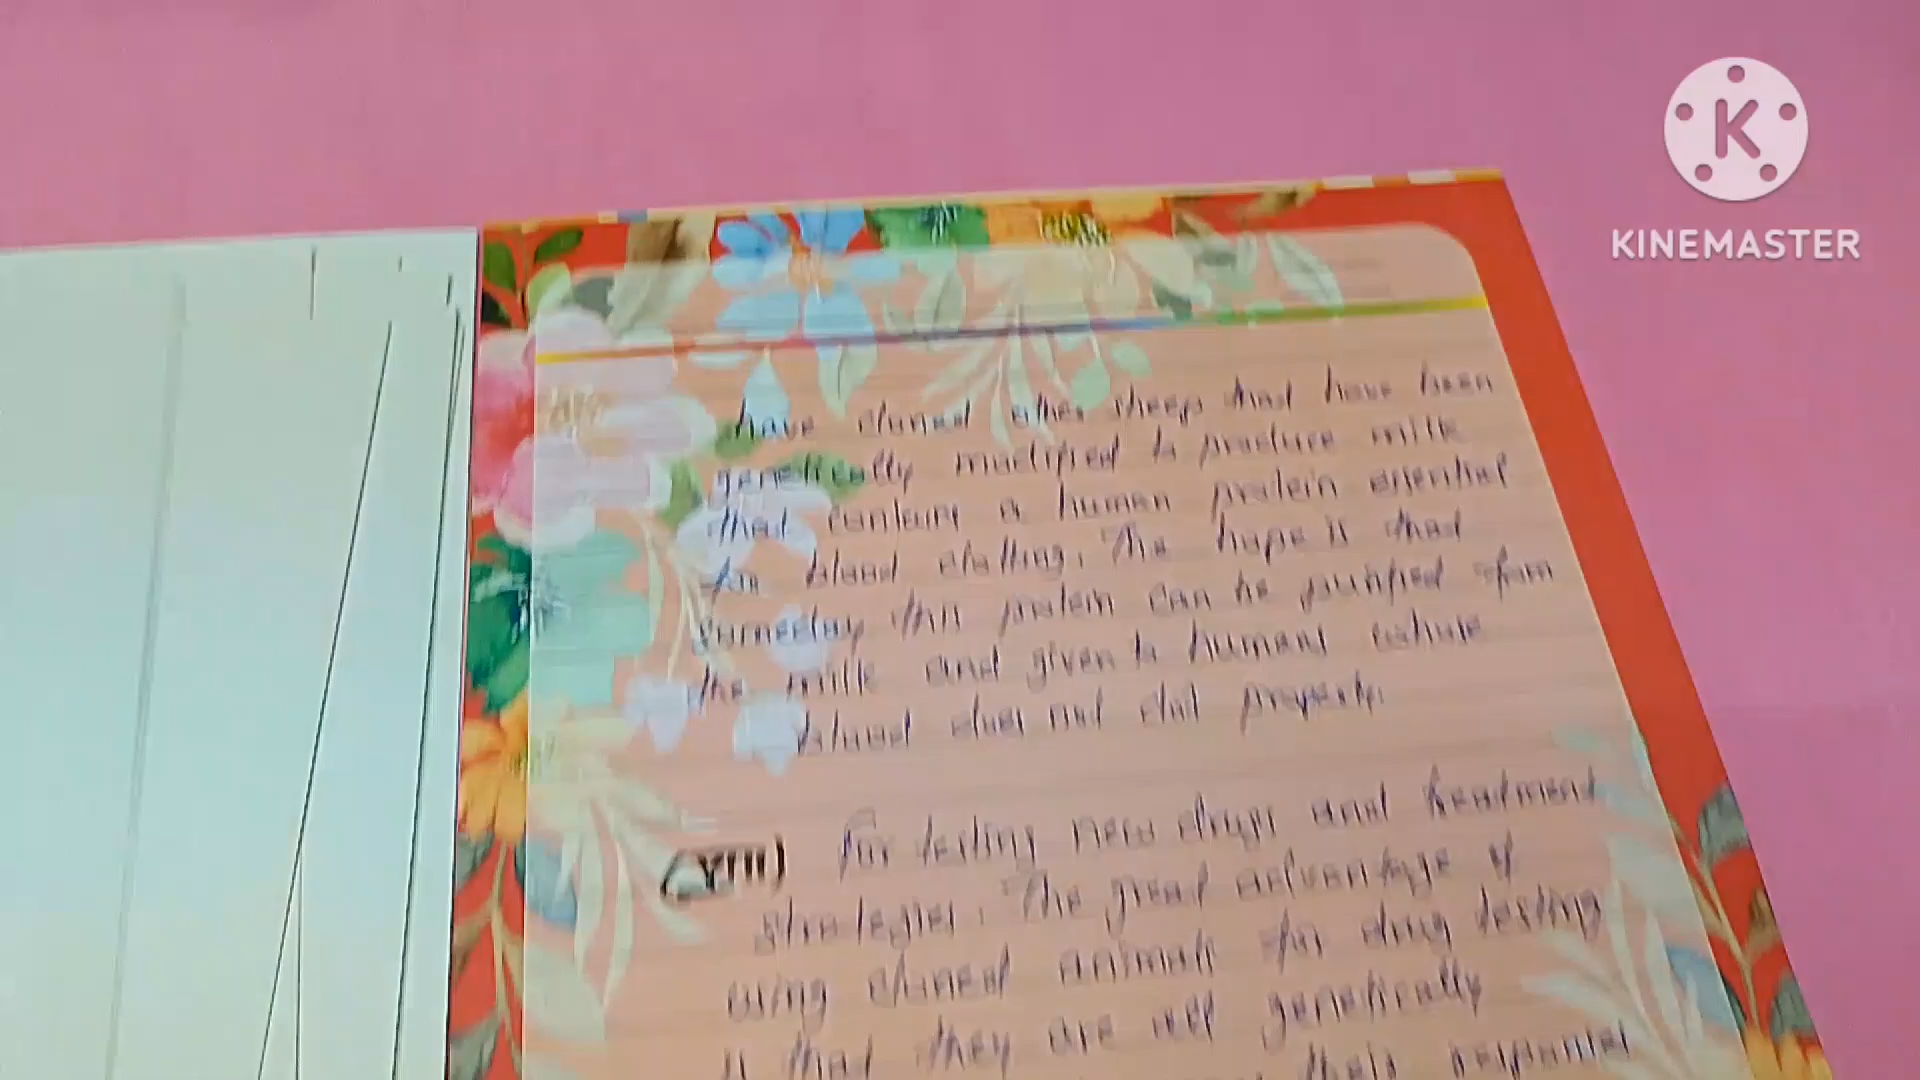 have cloned other sheep that have been
genetically modified to produce milk
that contains a human protein essential
for blood clotting. The hope is that
someday this protein can be purified from
the milk and given to humans whose
blood does not clot properly.
(VIII) For testing new drugs and treatment
strategies. The great advantage of
using cloned animals for drug testing
is that they are all genetically
their responses
K
KINEMASTER